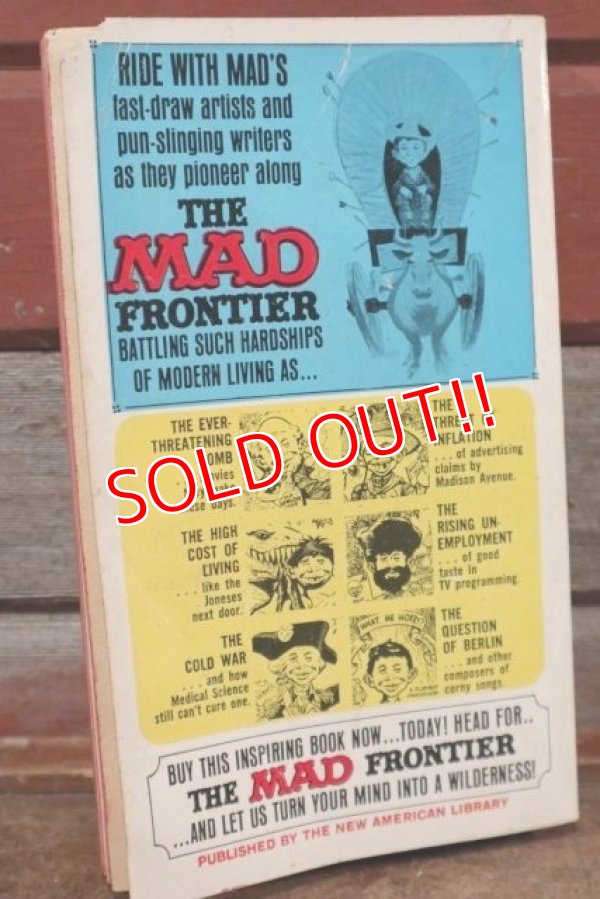 RIDE WITH MAD'S
fast-draw artists and
pun-slinging writers
as they pioneer along
THE
MAD
FRONTIER
BATTLING SUCH HARDSHIPS
OF MODERN LIVING AS...
THE EVER-
THREATENING
these days.
THE
THREAT
INFLATION
...of advertising
claims by
Madison Avenue.
THE HIGH
COST OF
LIVING
...like the
Joneses
next door.
THE
RISING UN-
EMPLOYMENT
...of good
taste in
TV programming.
THE
COLD WAR
...and how
Medical Science
still can't cure one.
WHAT, ME WORRY?
THE
QUESTION
OF BERLIN
...and other
composers of
corny songs.
SOLD OUT!!
BUY THIS INSPIRING BOOK NOW...TODAY! HEAD FOR..
THE MAD FRONTIER
...AND LET US TURN YOUR MIND INTO A WILDERNESS!
PUBLISHED BY THE NEW AMERICAN LIBRARY